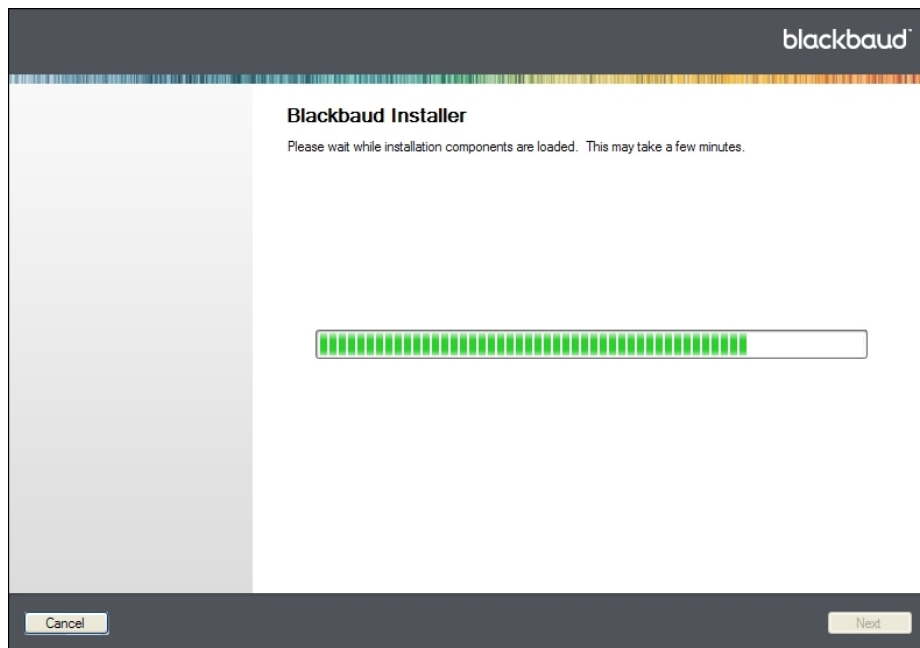 blackbaud
Blackbaud Installer
Please wait while installation components are loaded. This may take a few minutes.
Cancel
Next